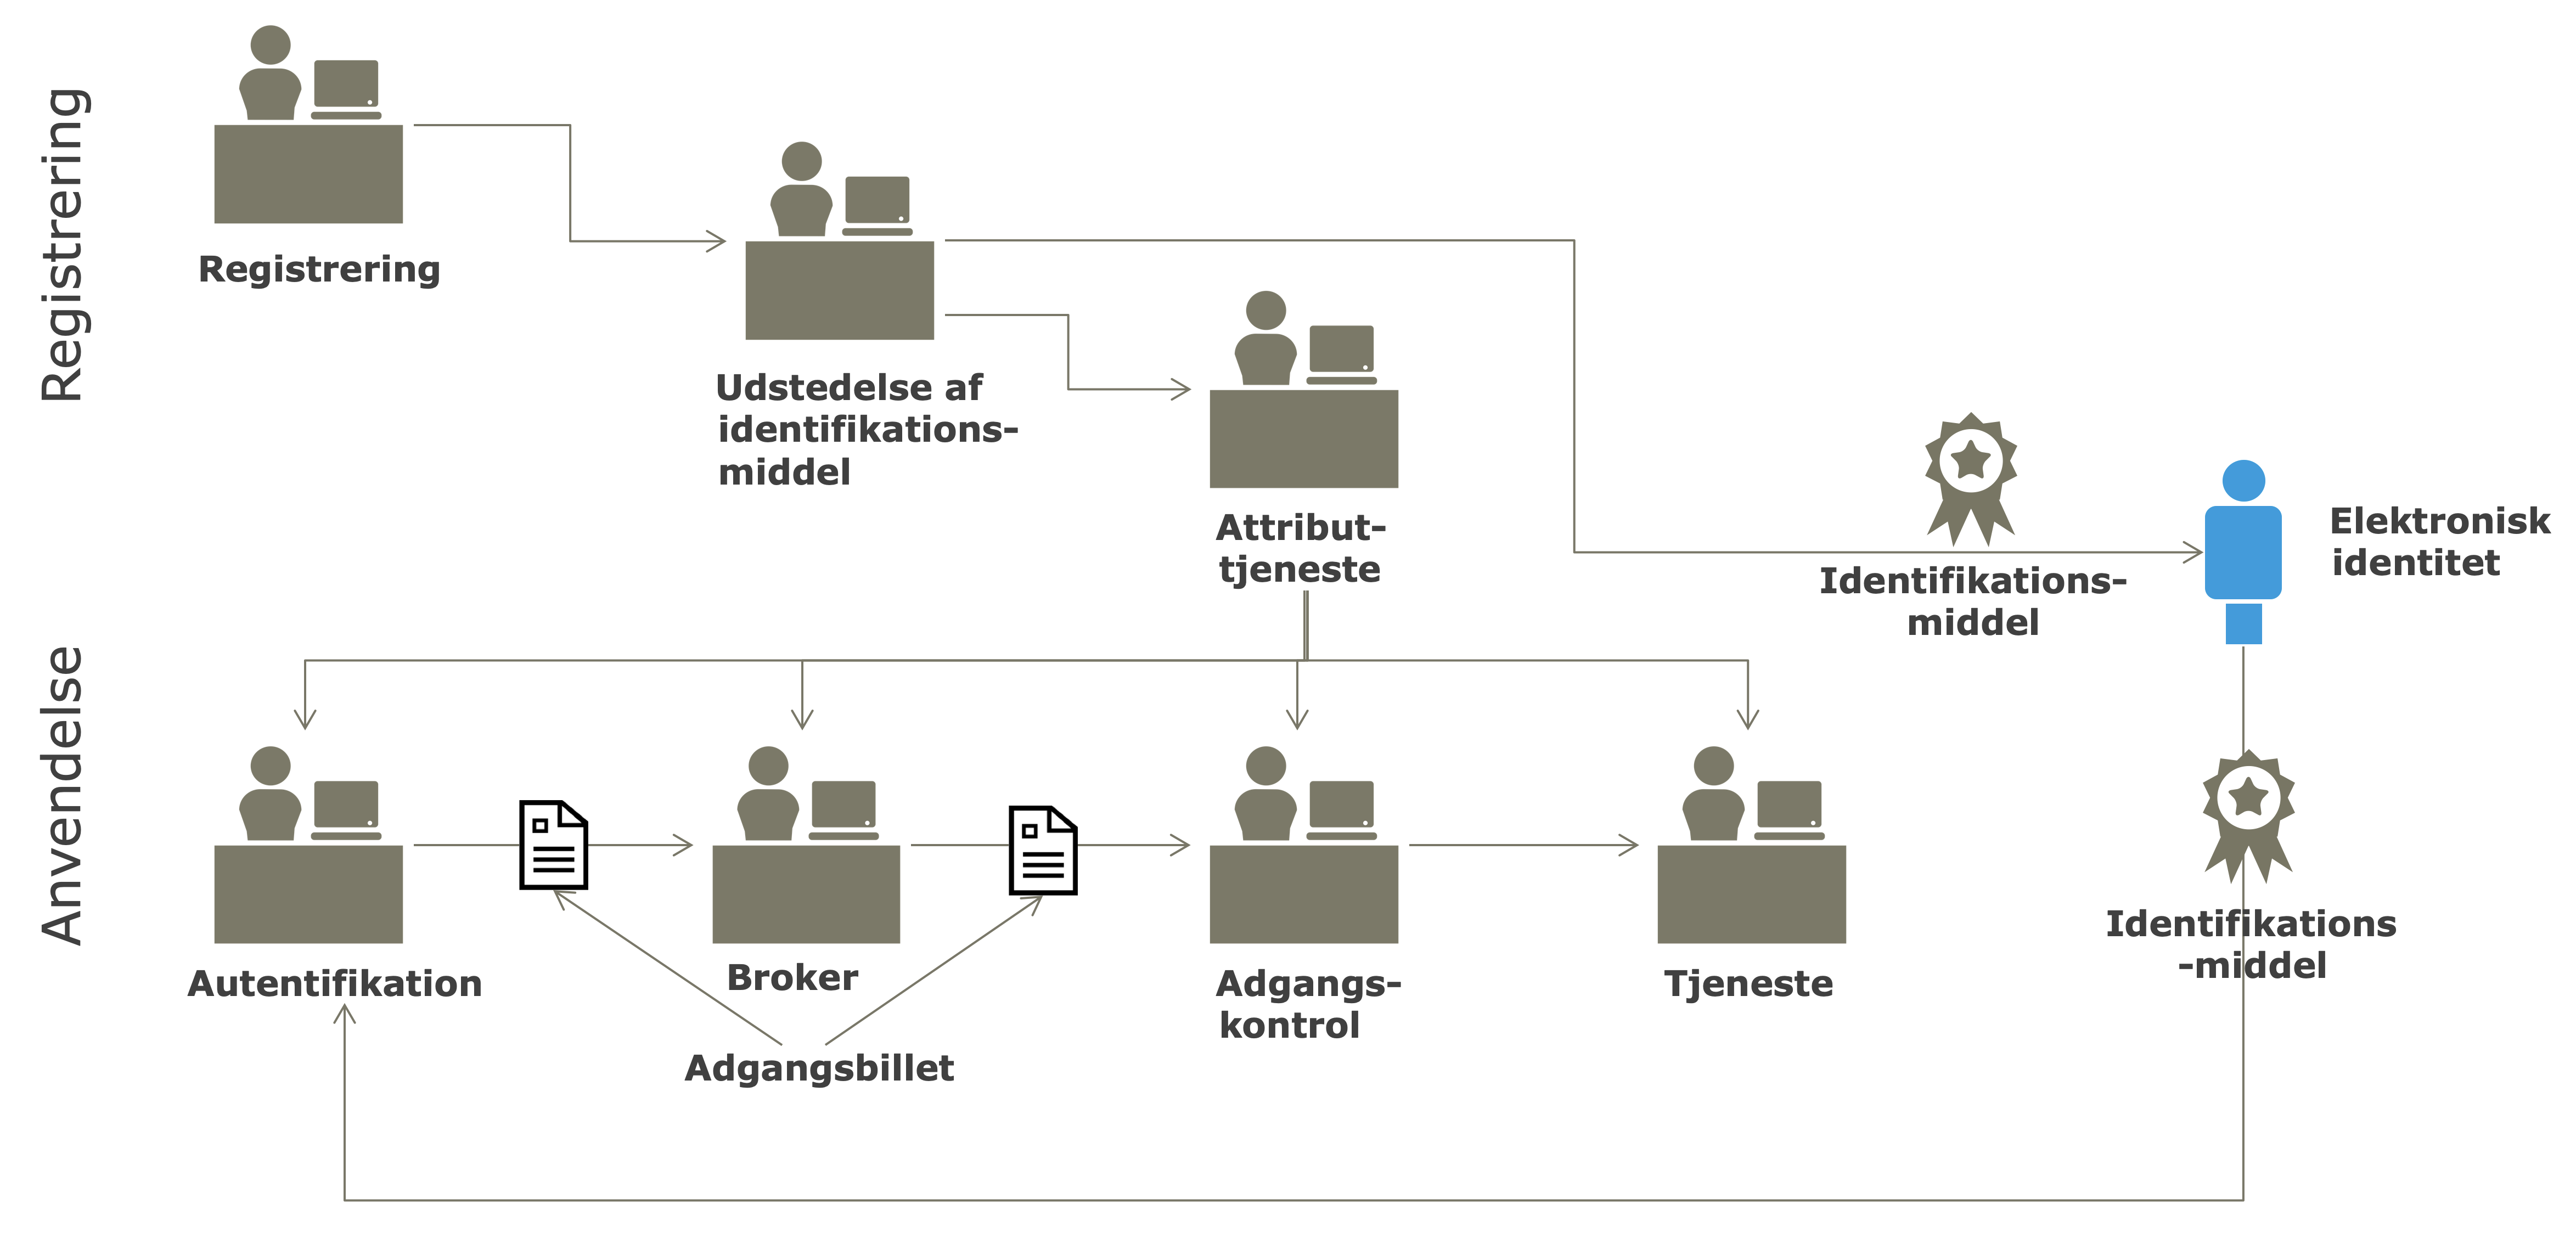 Registrering
Registrering
Udstedelse af
identifikations-
middel
Attribut-
tjeneste
Identifikations-
middel
Elektronisk
identitet
Anvendelse
Autentifikation
Broker
Adgangs-
kontrol
Tjeneste
Identifikations
-middel
Adgangsbillet